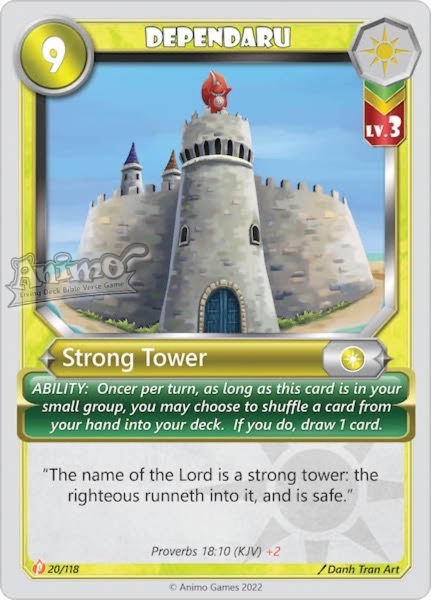 9
DEPENDARU
LV.3
Animo
Living Deck Bible Verse Game
Strong Tower
ABILITY: Oncer per turn, as long as this card is in your
small group, you may choose to shuffle a card from
your hand into your deck. If you do, draw 1 card.
“The name of the Lord is a strong tower: the
righteous runneth into it, and is safe.”
Proverbs 18:10 (KJV) +2
20/118
Danh Tran Art
© Animo Games 2022